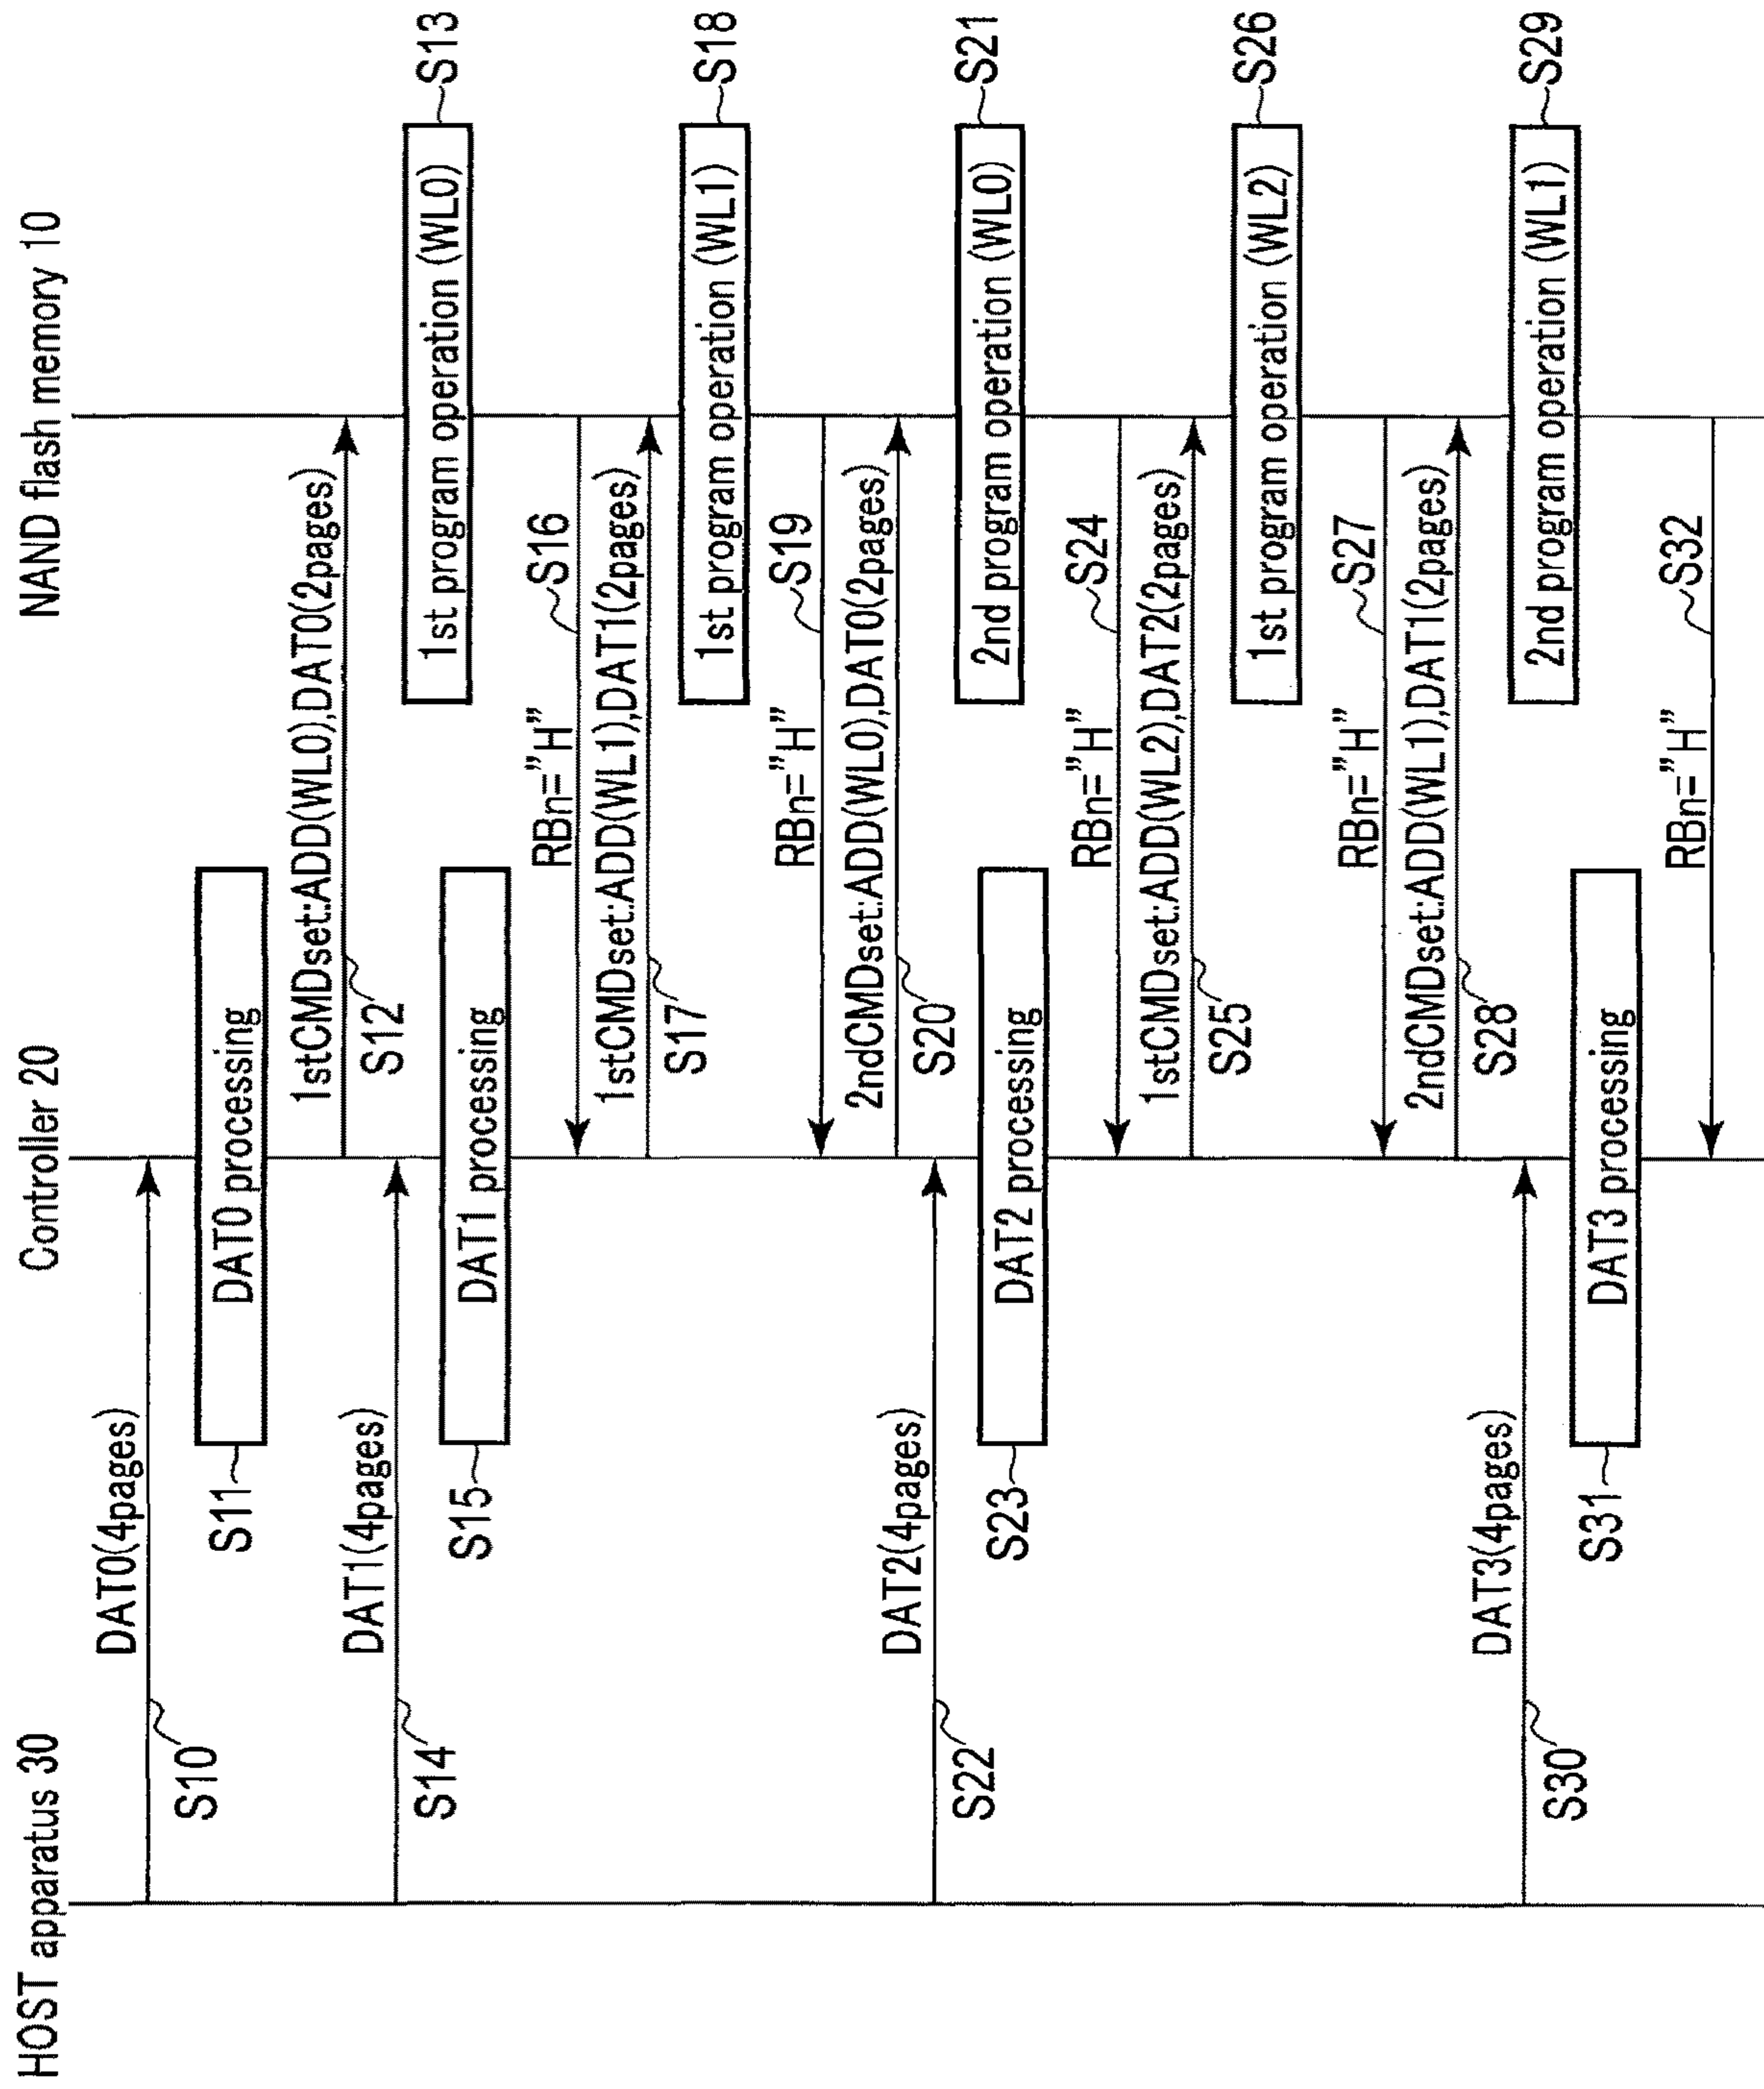 HOST apparatus 30
Controller 20
NAND flash memory 10
DAT0(4pages)
S10
S11
DAT0 processing
1stCMDset:ADD(WL0),DAT0(2pages)
S12
1st program operation (WL0)
S13
DAT1(4pages)
S14
S15
DAT1 processing
RBn="H"
S16
1stCMDset:ADD(WL1),DAT1(2pages)
S17
1st program operation (WL1)
S18
RBn="H"
S19
2ndCMDset:ADD(WL0),DAT0(2pages)
S20
2nd program operation (WL0)
S21
DAT2(4pages)
S22
S23
DAT2 processing
RBn="H"
S24
1stCMDset:ADD(WL2),DAT2(2pages)
S25
1st program operation (WL2)
S26
RBn="H"
S27
2ndCMDset:ADD(WL1),DAT1(2pages)
S28
2nd program operation (WL1)
S29
DAT3(4pages)
S30
S31
DAT3 processing
RBn="H"
S32